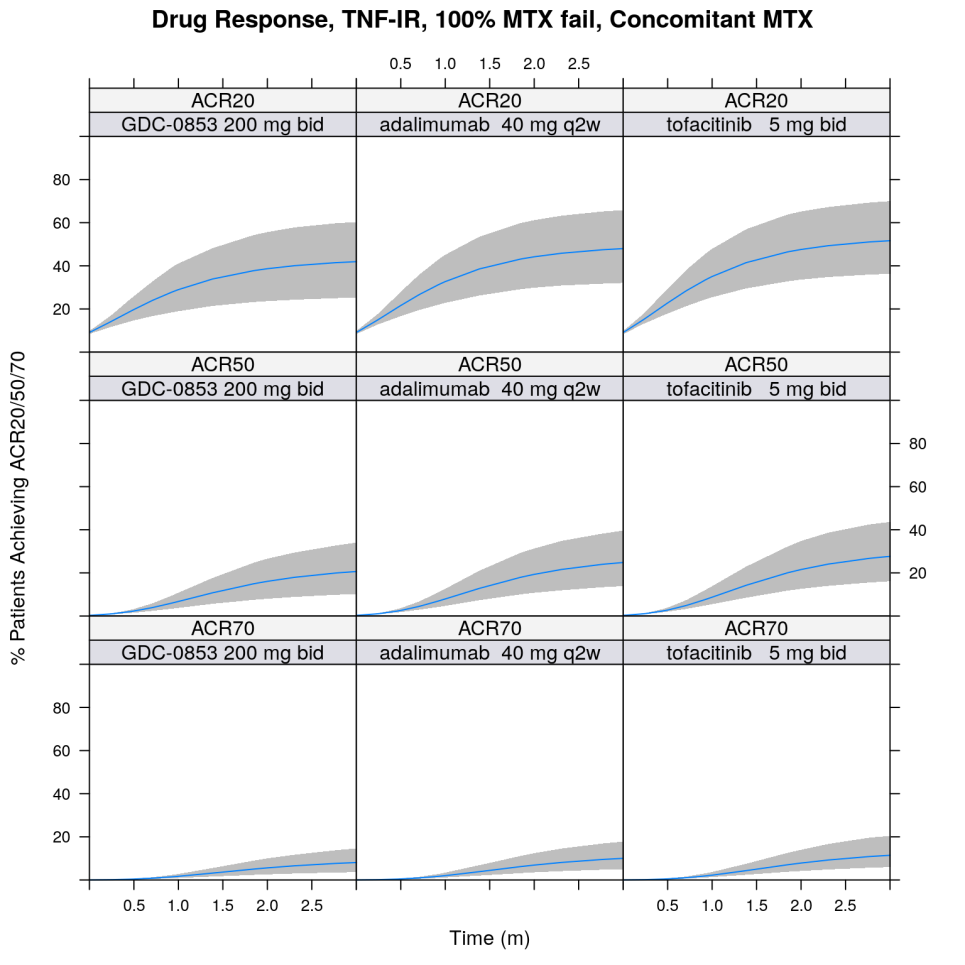 Drug Response, TNF-IR, 100% MTX fail, Concomitant MTX
0.5 1.0 1.5 2.0 2.5
ACR20 ACR20 ACR20
GDC-0853 200 mg bid adalimumab 40 mg q2w tofacitinib 5 mg bid
80
60
40
20
ACR50 ACR50 ACR50
GDC-0853 200 mg bid adalimumab 40 mg q2w tofacitinib 5 mg bid
80
60
40
20
ACR70 ACR70 ACR70
GDC-0853 200 mg bid adalimumab 40 mg q2w tofacitinib 5 mg bid
80
60
40
20
0.5 1.0 1.5 2.0 2.5 0.5 1.0 1.5 2.0 2.5
Time (m)
% Patients Achieving ACR20/50/70